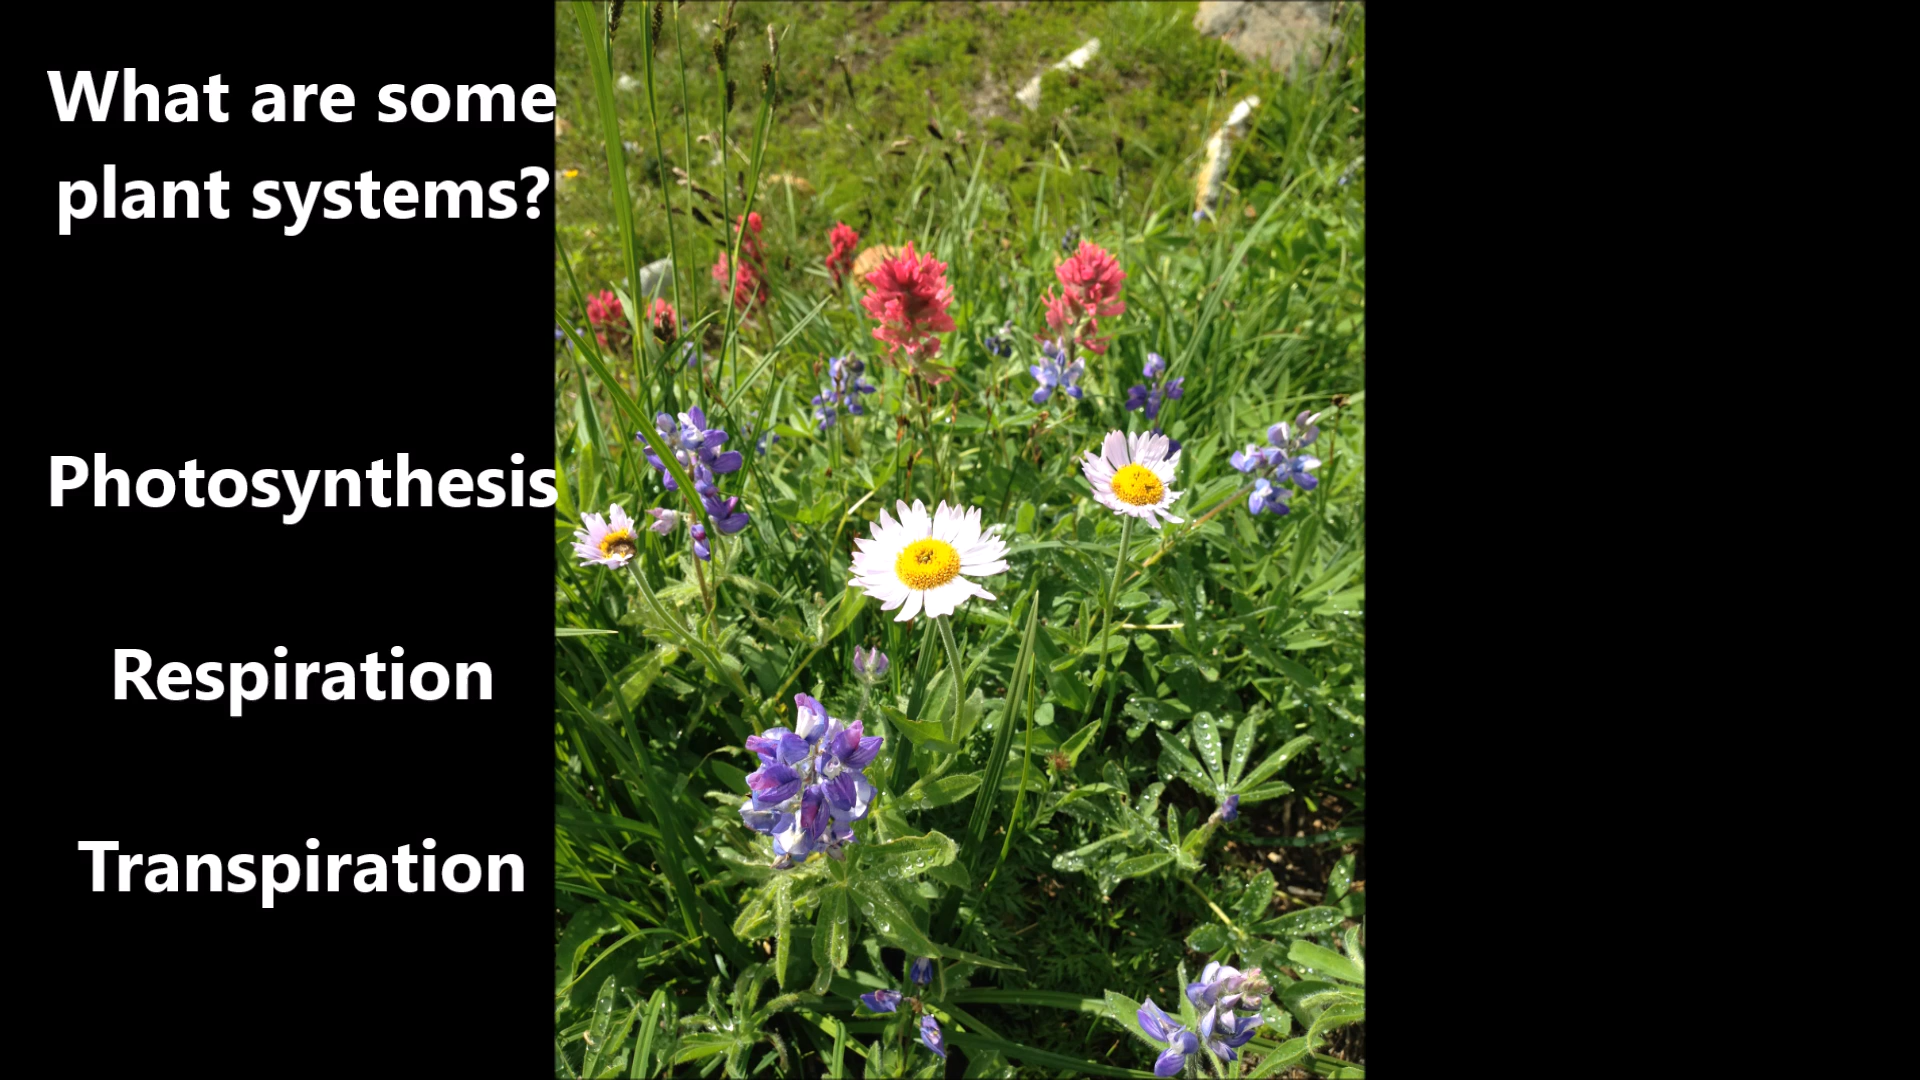 What are some
plant systems?
Photosynthesis
Respiration
Transpiration